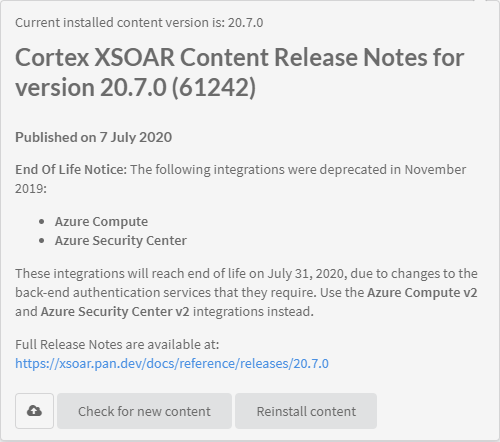 Current installed content version is: 20.7.0
Cortex XSOAR Content Release Notes for
version 20.7.0 (61242)
Published on 7 July 2020
End Of Life Notice: The following integrations were deprecated in November
2019:
• Azure Compute
• Azure Security Center
These integrations will reach end of life on July 31, 2020, due to changes to the
back-end authentication services that they require. Use the Azure Compute v2
and Azure Security Center v2 integrations instead.
Full Release Notes are available at:
https://xsoar.pan.dev/docs/reference/releases/20.7.0
Check for new content Reinstall content